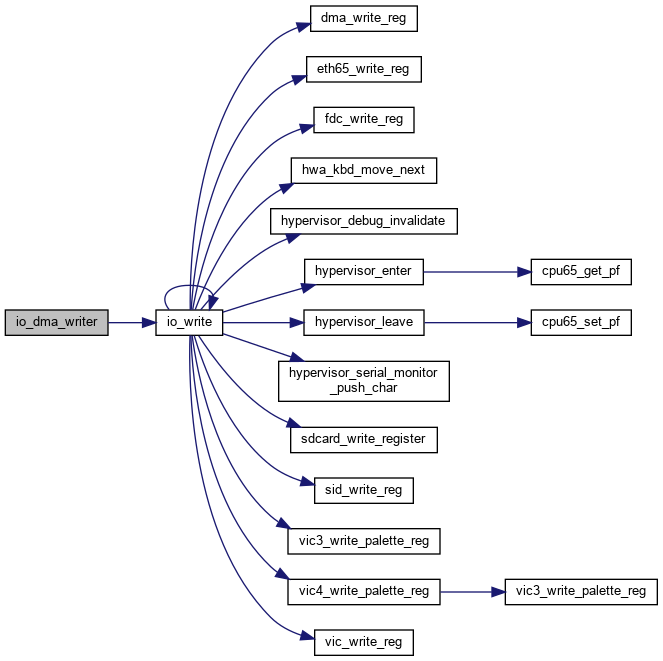 dma_write_reg
eth65_write_reg
fdc_write_reg
hwa_kbd_move_next
hypervisor_debug_invalidate
hypervisor_enter
cpu65_get_pf
io_dma_writer
io_write
hypervisor_leave
cpu65_set_pf
hypervisor_serial_monitor
_push_char
sdcard_write_register
sid_write_reg
vic3_write_palette_reg
vic4_write_palette_reg
vic3_write_palette_reg
vic_write_reg